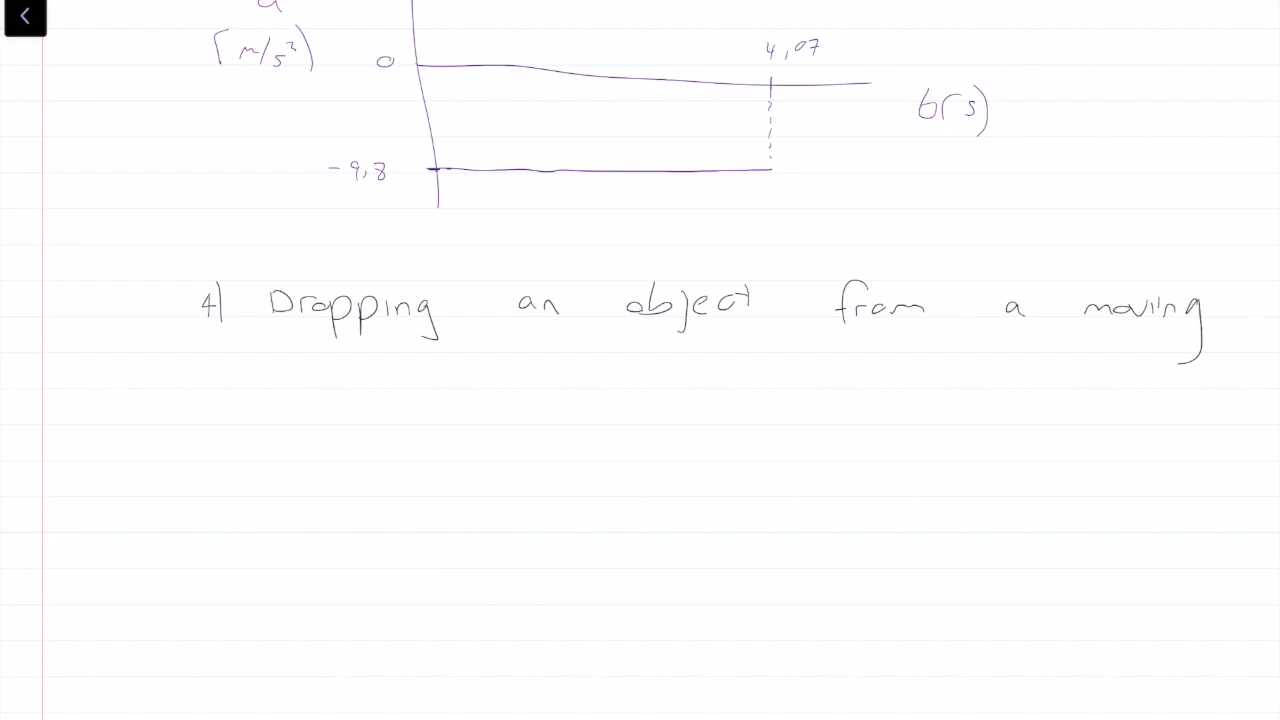 a
(m/s²)
0
4,07
t(s)
-9,8
4) Dropping an object from a moving